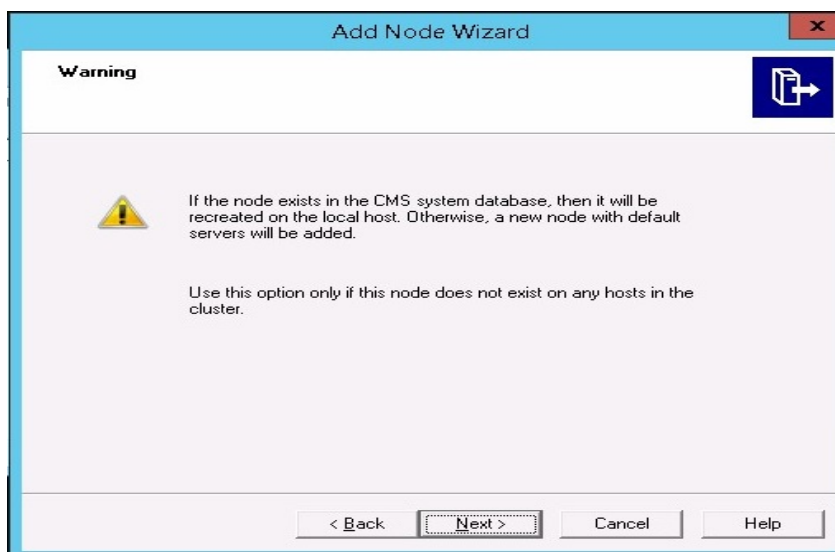 Add Node Wizard
Warning
If the node exists in the CMS system database, then it will be
recreated on the local host. Otherwise, a new node with default
servers will be added.
Use this option only if this node does not exist on any hosts in the
cluster.
< Back
Next >
Cancel
Help